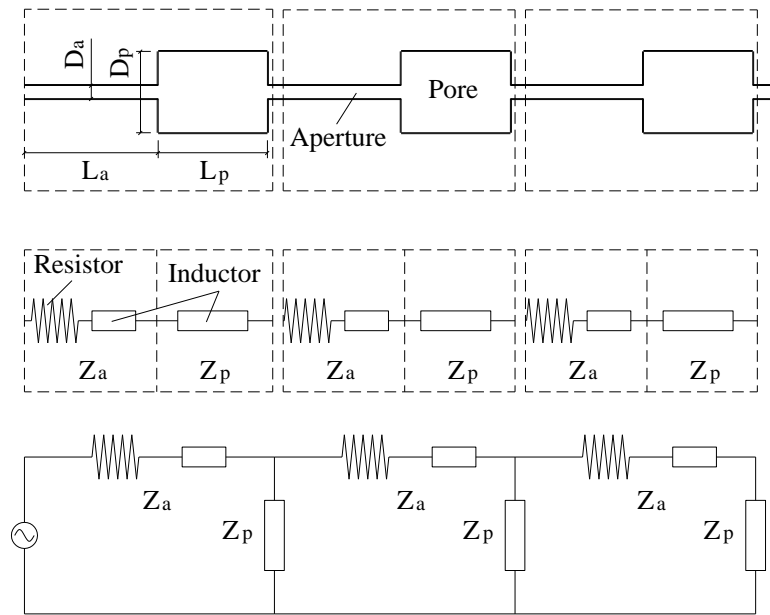 Da
Dp
Pore
Aperture
La
Lp
Resistor
Inductor
Za
Zp
Za
Zp
Za
Zp
Za
Za
Za
Zp
Zp
Zp